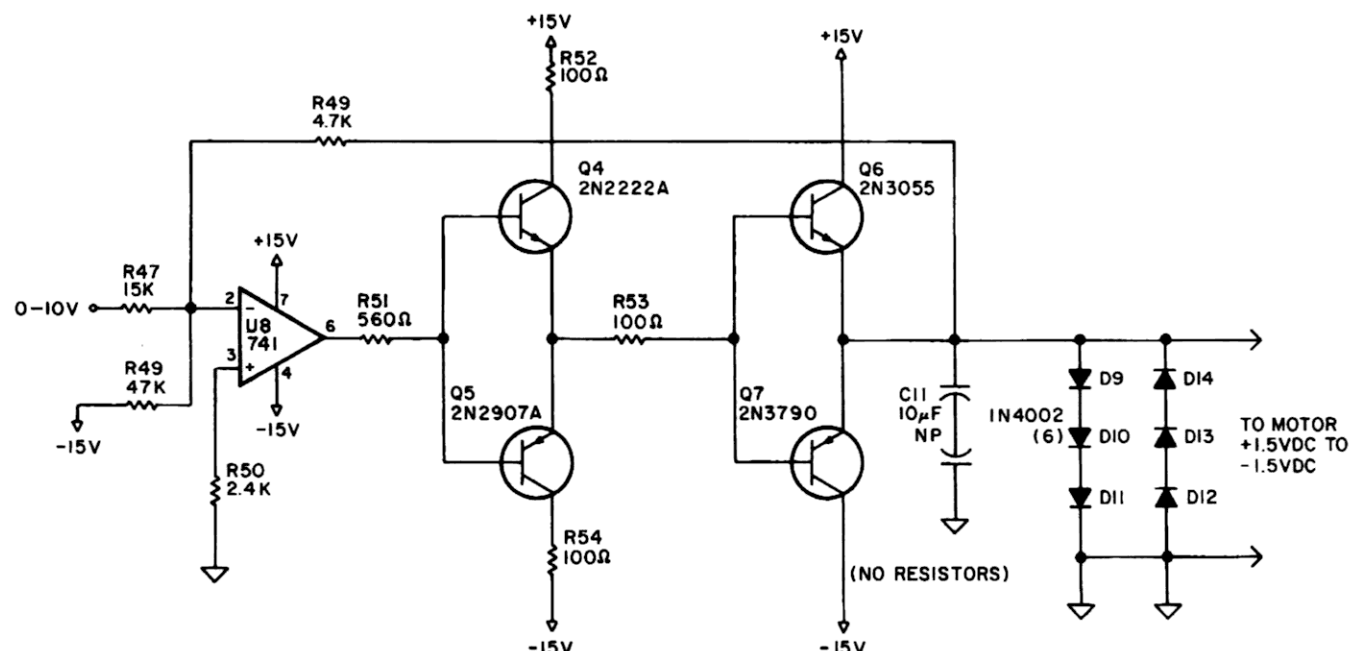 +15V
R52
100Ω
+15V
R49
4.7K
Q4
2N2222A
Q6
2N3055
+15V
R47
15K
0-10V
2
-
7
U8
741
6
3
+
4
R51
560Ω
R53
100Ω
R49
47K
-15V
-15V
Q5
2N2907A
Q7
2N3790
C11
10μF
NP
1N4002
(6)
D9
D10
D11
D14
D13
D12
TO MOTOR
+1.5VDC TO
-1.5VDC
R50
2.4K
R54
100Ω
(NO RESISTORS)
-15V
-15V